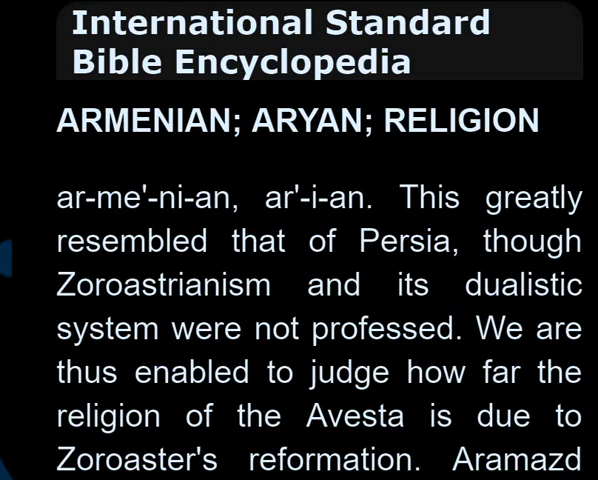 International Standard
Bible Encyclopedia
ARMENIAN; ARYAN; RELIGION
ar-me'-ni-an, ar'-i-an. This greatly
resembled that of Persia, though
Zoroastrianism and its dualistic
system were not professed. We are
thus enabled to judge how far the
religion of the Avesta is due to
Zoroaster's reformation. Aramazd